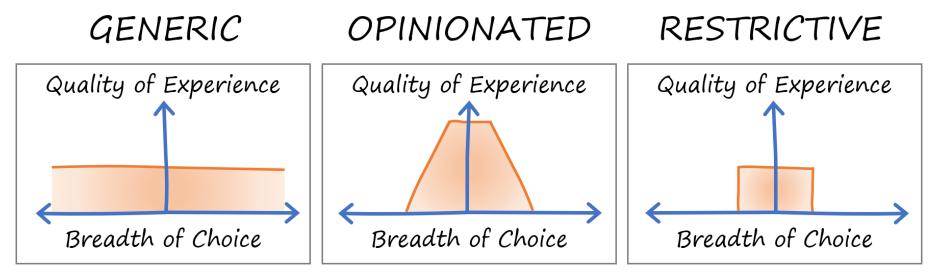 GENERIC
OPINIONATED
RESTRICTIVE
Quality of Experience
Breadth of Choice
Quality of Experience
Breadth of Choice
Quality of Experience
Breadth of Choice